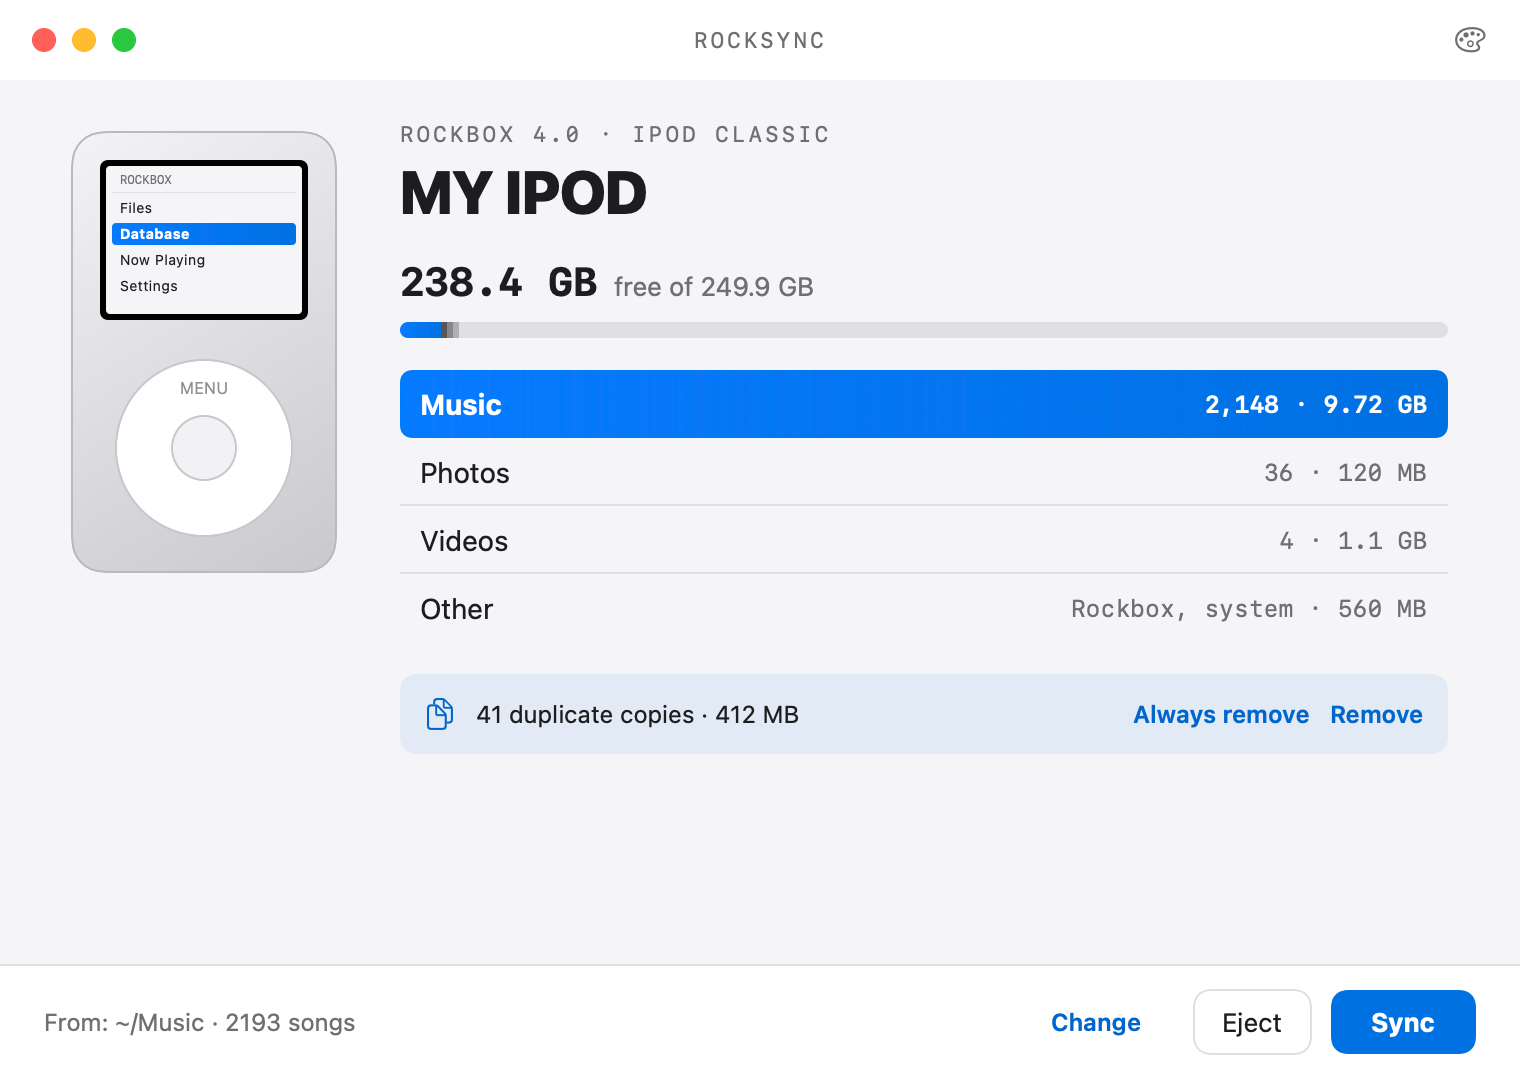 ROCKSYNC
ROCKBOX
Files
Database
Now Playing
Settings
MENU
ROCKBOX 4.0 · IPOD CLASSIC
MY IPOD
238.4 GB free of 249.9 GB
Music 2,148 · 9.72 GB
Photos 36 · 120 MB
Videos 4 · 1.1 GB
Other Rockbox, system · 560 MB
41 duplicate copies · 412 MB Always remove Remove
From: ~/Music · 2193 songs Change Eject Sync